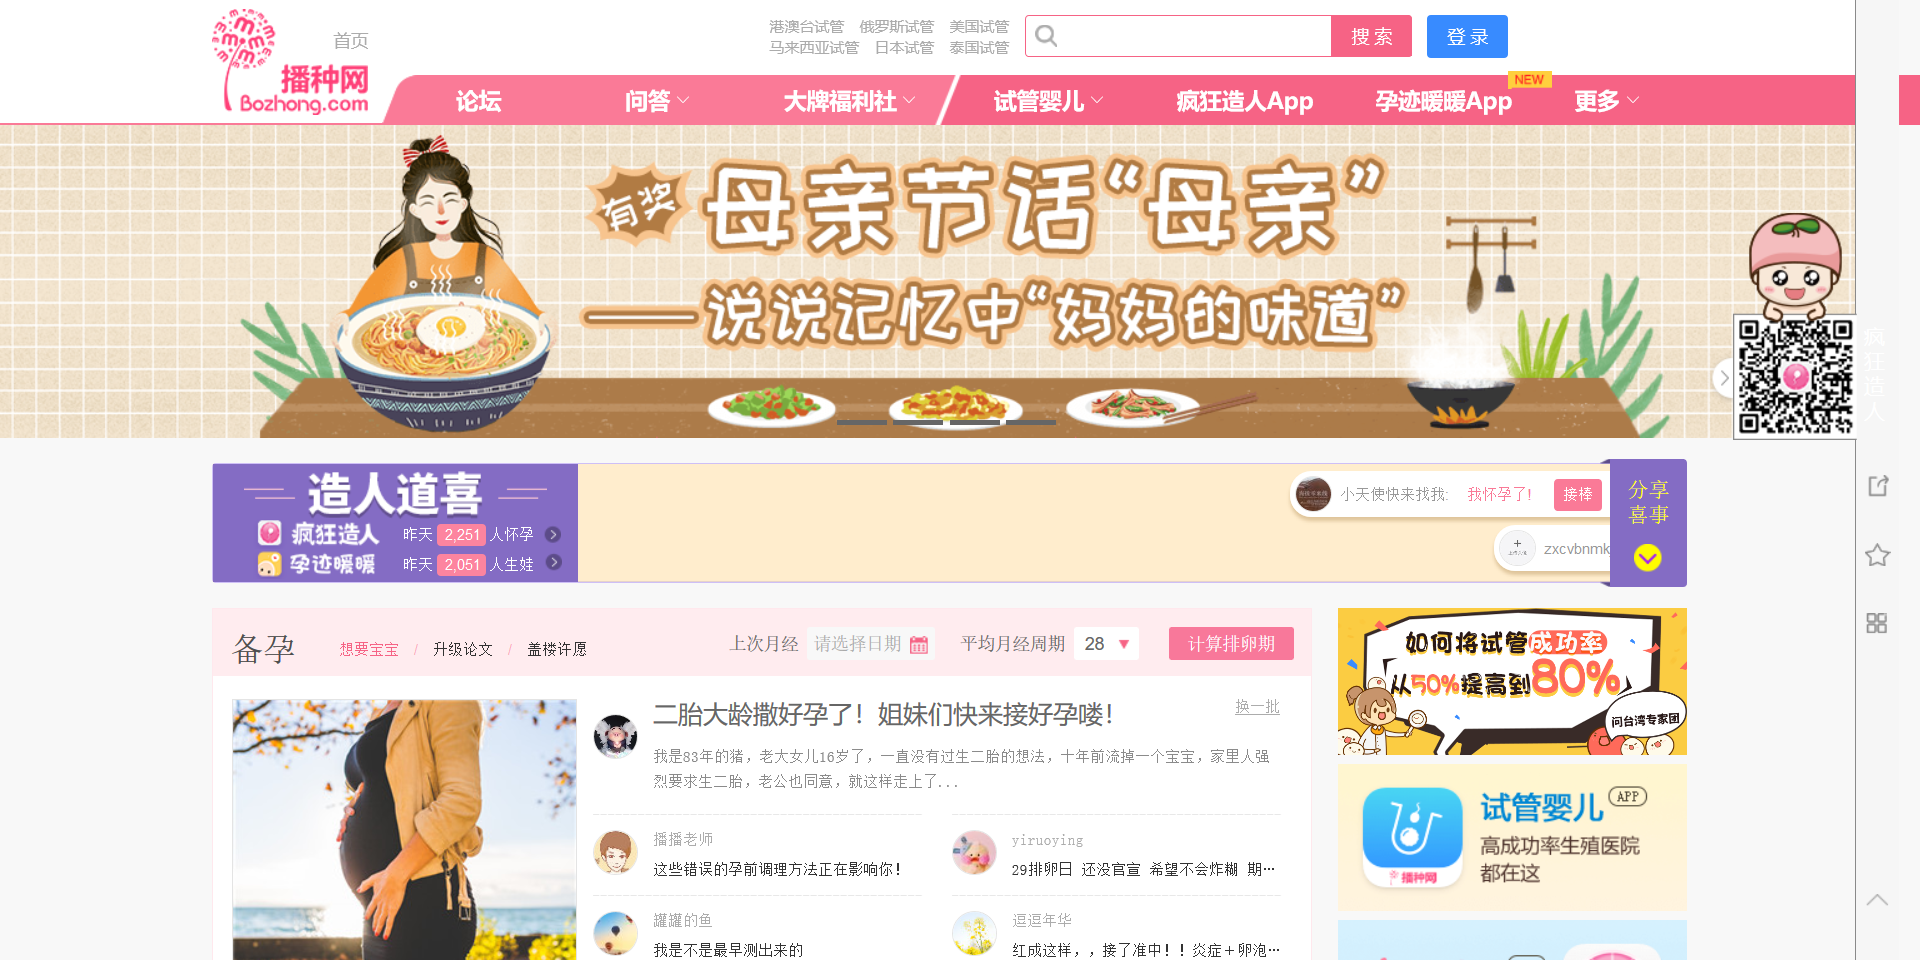 首页
港澳台试管 俄罗斯试管 美国试管
马来西亚试管 日本试管 泰国试管
搜索
登录
播种网
Bozhong.com
NEW
论坛 问答 大牌福利社 试管婴儿 疯狂造人App 孕迹暖暖App 更多
有奖 母亲节话“母亲”
——说说记忆中“妈妈的味道”
疯狂造人
造人道喜
疯狂造人 昨天 2,251 人怀孕
孕迹暖暖 昨天 2,051 人生娃
小天使快来找我: 我怀孕了! 接棒
zxcvbnmk
分享
喜事
备孕 想要宝宝 / 升级论文 / 盖楼许愿
上次月经 请选择日期 平均月经周期 28 计算排卵期
二胎大龄撒好孕了！姐妹们快来接好孕喽！
换一批
我是83年的猪，老大女儿16岁了，一直没有过生二胎的想法，十年前流掉一个宝宝，家里人强
烈要求生二胎，老公也同意，就这样走上了...
播播老师
这些错误的孕前调理方法正在影响你！
yiruoying
29排卵日 还没官宣 希望不会炸糊 期…
罐罐的鱼
我是不是最早测出来的
逗逗年华
红成这样，，接了准中！！炎症＋卵泡…
如何将试管成功率
从50%提高到80%
问台湾专家团
试管婴儿 APP
高成功率生殖医院
都在这
播种网